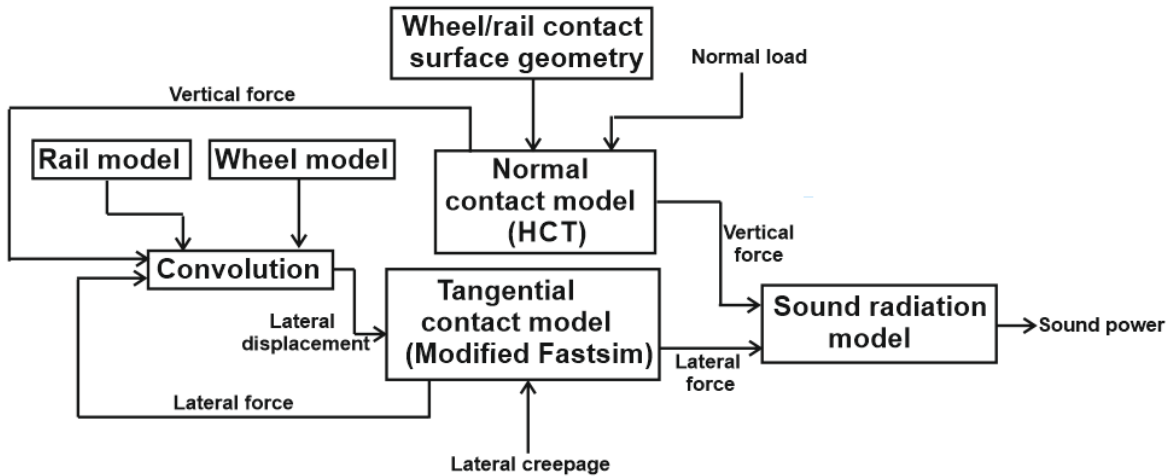 Wheel/rail contact
surface geometry
Normal load
Vertical force
Rail model
Wheel model
Normal
contact model
(HCT)
Vertical
force
Convolution
Lateral
displacement
Tangential
contact model
(Modified Fastsim)
Sound radiation
model
Sound power
Lateral
force
Lateral force
Lateral creepage